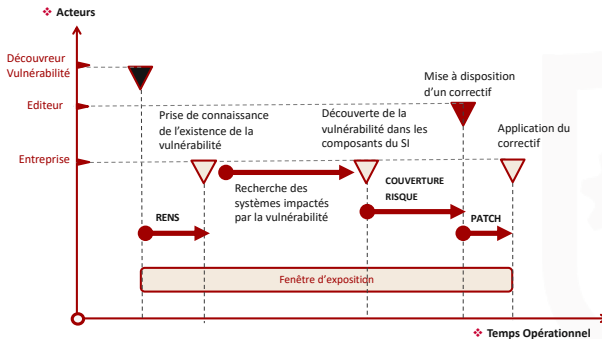 ❖ Acteurs
Découvreur
Vulnérabilité
Mise à disposition
d'un correctif
Editeur
Prise de connaissance
de l'existence de la
vulnérabilité
Découverte de la
vulnérabilité dans les
composants du SI
Application du
correctif
Entreprise
Recherche des
systèmes impactés
par la vulnérabilité
COUVERTURE
RISQUE
RENS
PATCH
Fenêtre d'exposition
❖ Temps Opérationnel